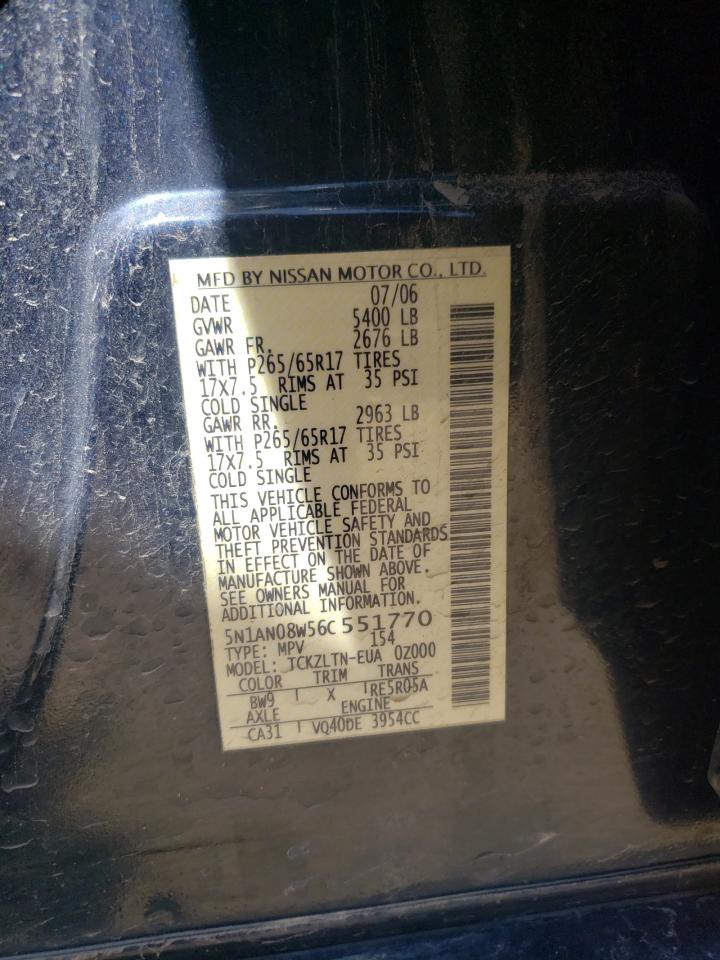 MFD BY NISSAN MOTOR CO., LTD.
DATE 07/06
GVWR 5400 LB
GAWR FR. 2676 LB
WITH P265/65R17 TIRES
17X7.5 RIMS AT 35 PSI
COLD SINGLE
GAWR RR. 2963 LB
WITH P265/65R17 TIRES
17X7.5 RIMS AT 35 PSI
COLD SINGLE
THIS VEHICLE CONFORMS TO
ALL APPLICABLE FEDERAL
MOTOR VEHICLE SAFETY AND
THEFT PREVENTION STANDARDS
IN EFFECT ON THE DATE OF
MANUFACTURE SHOWN ABOVE.
SEE OWNERS MANUAL FOR
ADDITIONAL INFORMATION.
5N1AN08W56C551770
TYPE: MPV 154
MODEL: TCKZLTN-EUA 0Z000
COLOR TRIM TRANS
BW9 X RE5R05A
AXLE ENGINE
CA31 VQ40DE 3954CC